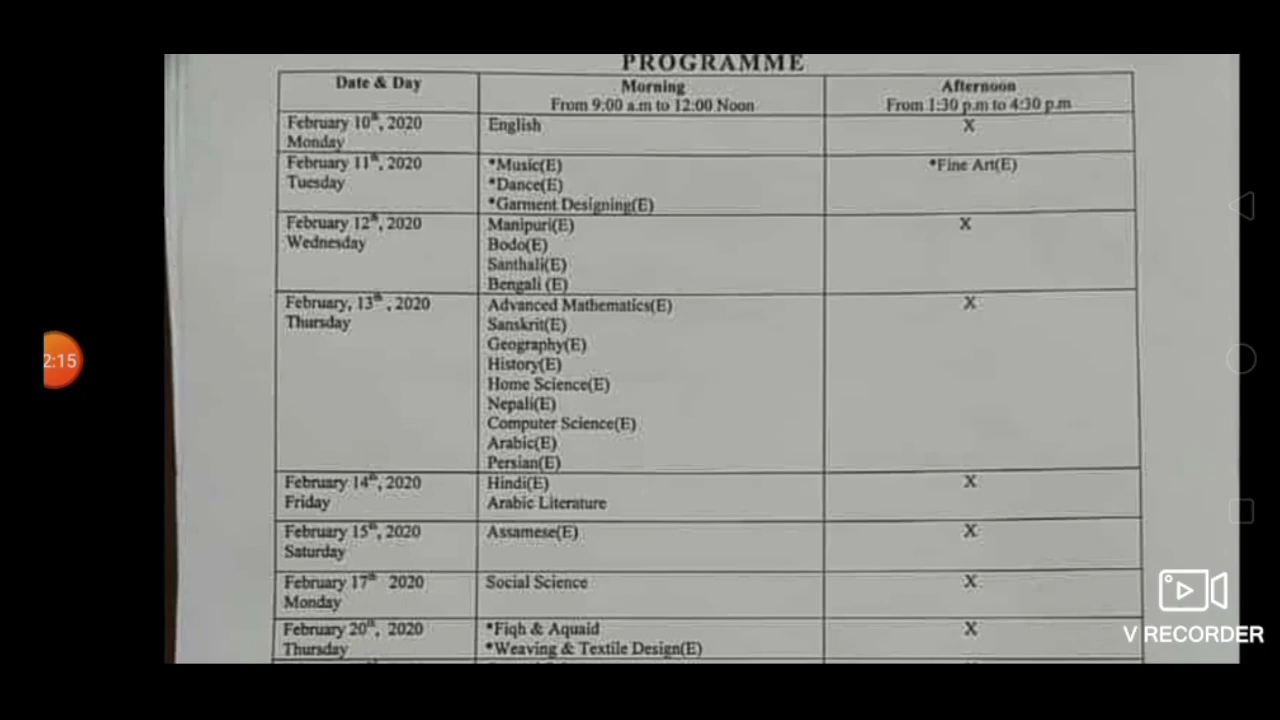 PROGRAMME
Date & Day
Morning
From 9:00 a.m to 12:00 Noon
Afternoon
From 1:30 p.m to 4:30 p.m
February 10th, 2020
Monday
English
X
February 11th, 2020
Tuesday
*Music(E)
*Dance(E)
*Garment Designing(E)
*Fine Art(E)
February 12th, 2020
Wednesday
Manipuri(E)
Bodo(E)
Santhali(E)
Bengali (E)
X
February, 13th , 2020
Thursday
Advanced Mathematics(E)
Sanskrit(E)
Geography(E)
History(E)
Home Science(E)
Nepali(E)
Computer Science(E)
Arabic(E)
Persian(E)
X
February 14th, 2020
Friday
Hindi(E)
Arabic Literature
X
February 15th, 2020
Saturday
Assamese(E)
X
February 17th 2020
Monday
Social Science
X
February 20th, 2020
Thursday
*Fiqh & Aquaid
*Weaving & Textile Design(E)
X
2:15
V RECORDER